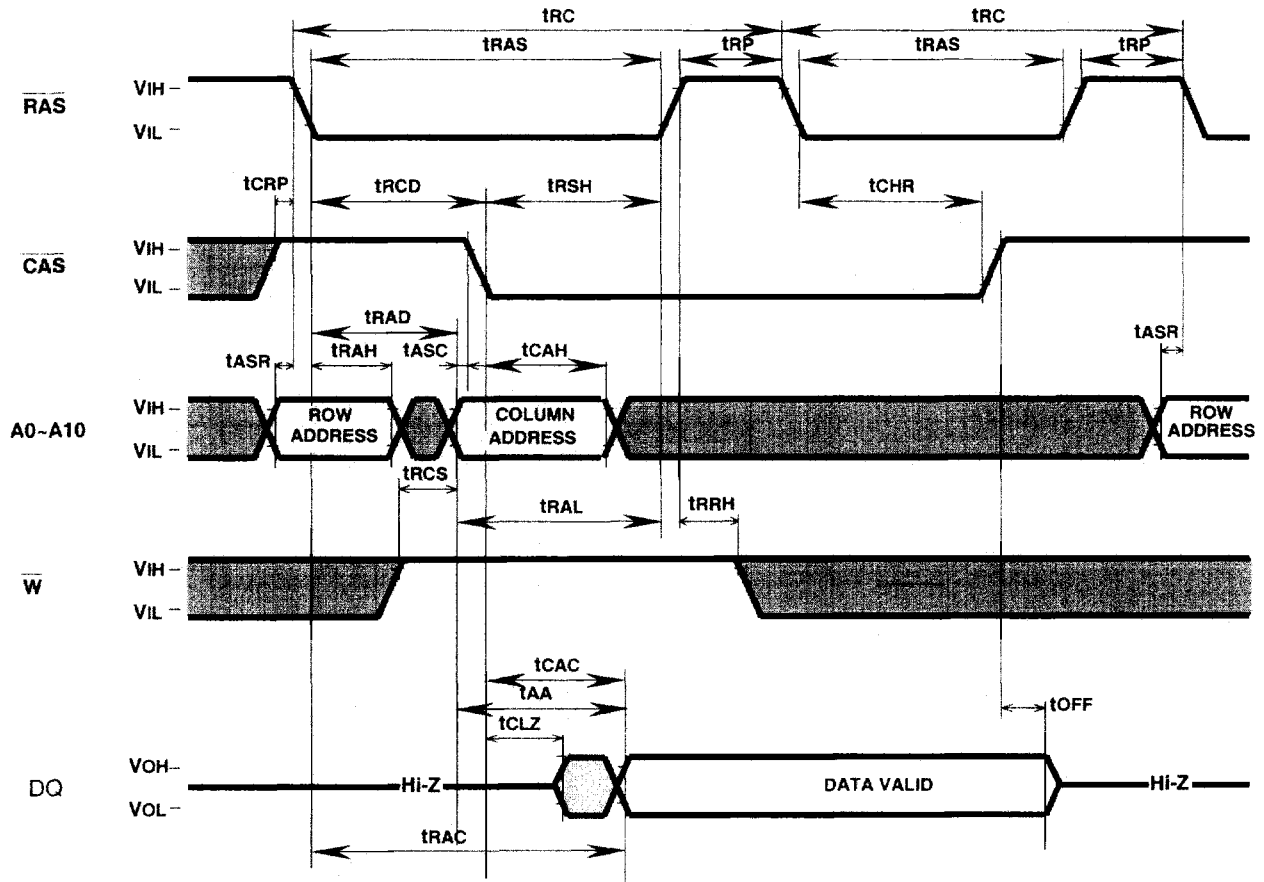 tRC tRC
tRAS tRP tRAS tRP
RAS VIH
VIL
tCRP tRCD tRSH tCHR
CAS VIH
VIL
tRAD
tASR tRAH tASC tCAH tASR
A0~A10 VIH
VIL
ROW ADDRESS
COLUMN ADDRESS
ROW ADDRESS
tRCS
tRAL tRRH
W VIH
VIL
tCAC
tAA
tCLZ tOFF
DQ VOH
VOL
Hi-Z DATA VALID Hi-Z
tRAC